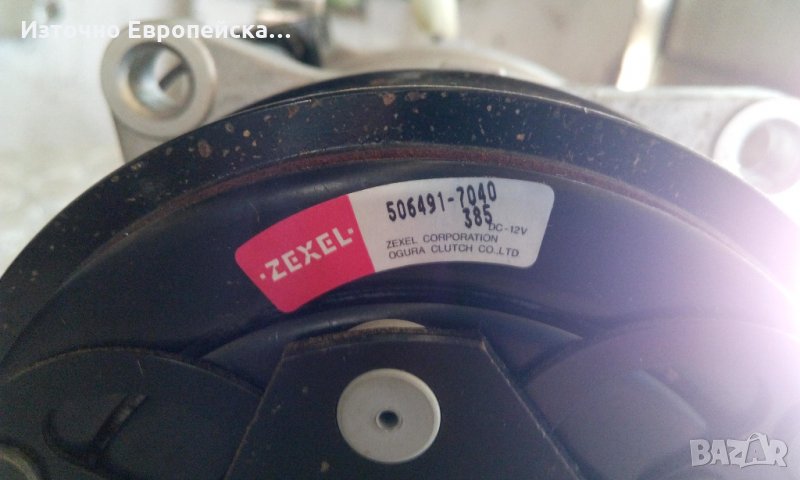 Източно Европейска...
506491-7040
385
DC-12V
·ZEXEL·
ZEXEL CORPORATION
OGURA CLUTCH CO.,LTD
BAZAR